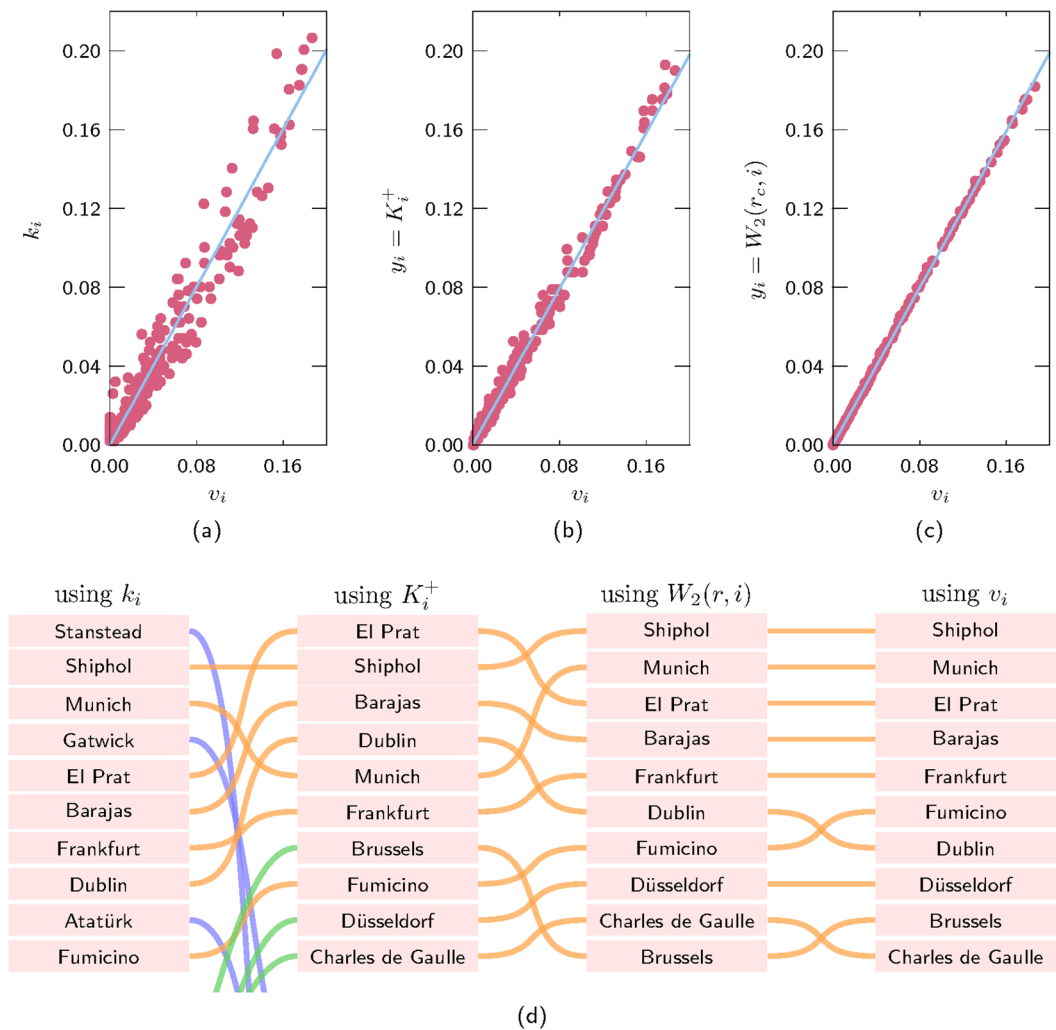 0.20
0.16
0.12
0.08
0.04
0.00
k_i
0.00 0.08 0.16
v_i
(a)
0.20
0.16
0.12
0.08
0.04
0.00
y_i = K_i^+
0.00 0.08 0.16
v_i
(b)
0.20
0.16
0.12
0.08
0.04
0.00
y_i = W_2(r_c, i)
0.00 0.08 0.16
v_i
(c)
using k_i using K_i^+ using W_2(r, i) using v_i
Stanstead El Prat Shiphol Shiphol
Shiphol Shiphol Munich Munich
Munich Barajas El Prat El Prat
Gatwick Dublin Barajas Barajas
El Prat Munich Frankfurt Frankfurt
Barajas Frankfurt Dublin Fumicino
Frankfurt Brussels Fumicino Dublin
Dublin Fumicino Düsseldorf Düsseldorf
Atatürk Düsseldorf Charles de Gaulle Brussels
Fumicino Charles de Gaulle Brussels Charles de Gaulle
(d)